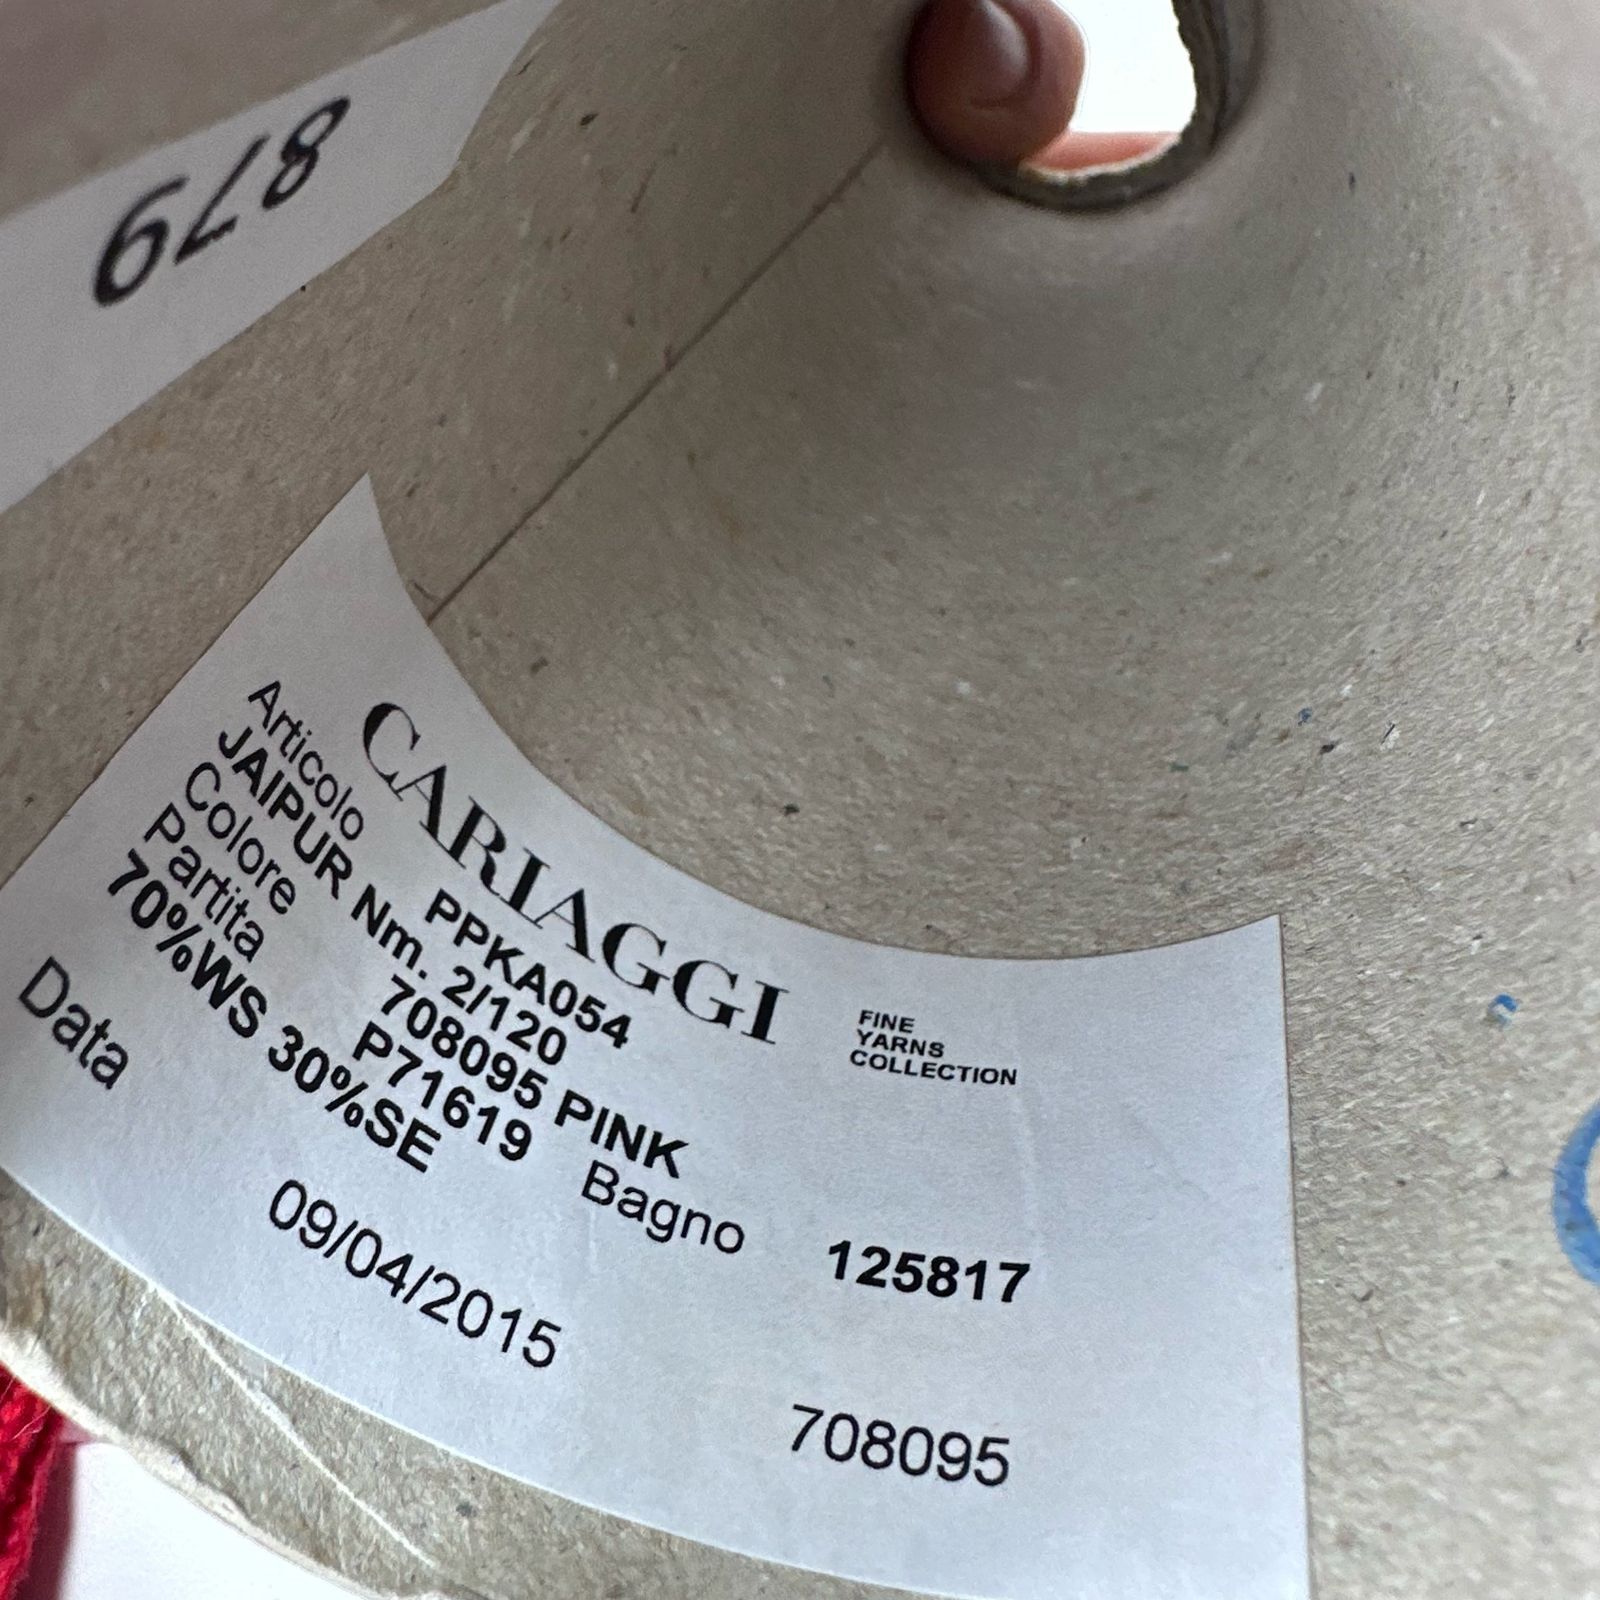 879
CARIAGGI
FINE
YARNS
COLLECTION
Articolo PPKA054
JAIPUR Nm. 2/120
Colore 708095 PINK
Partita P71619 Bagno 125817
70%WS 30%SE
Data 09/04/2015
708095